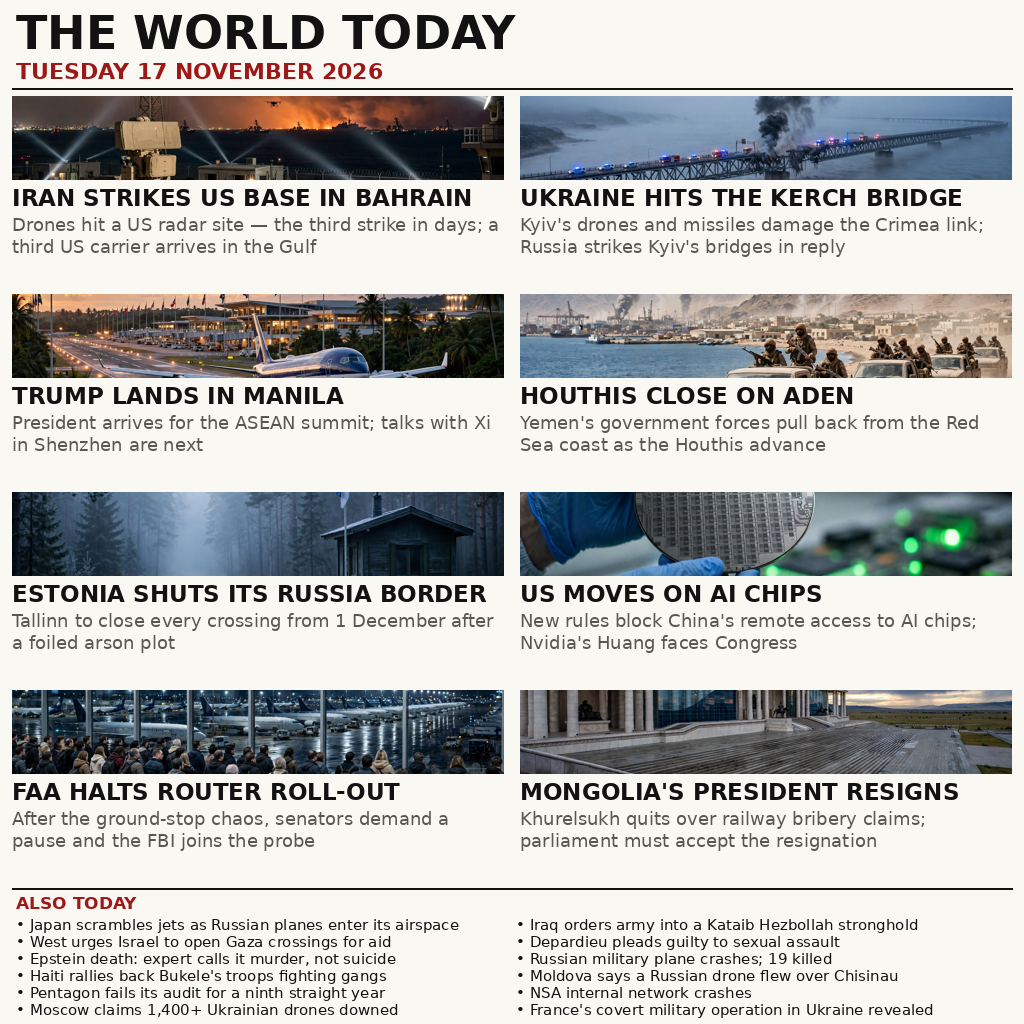 THE WORLD TODAY
TUESDAY 17 NOVEMBER 2026
IRAN STRIKES US BASE IN BAHRAIN
Drones hit a US radar site — the third strike in days; a
third US carrier arrives in the Gulf
UKRAINE HITS THE KERCH BRIDGE
Kyiv's drones and missiles damage the Crimea link;
Russia strikes Kyiv's bridges in reply
TRUMP LANDS IN MANILA
President arrives for the ASEAN summit; talks with Xi
in Shenzhen are next
HOUTHIS CLOSE ON ADEN
Yemen's government forces pull back from the Red
Sea coast as the Houthis advance
ESTONIA SHUTS ITS RUSSIA BORDER
Tallinn to close every crossing from 1 December after
a foiled arson plot
US MOVES ON AI CHIPS
New rules block China's remote access to AI chips;
Nvidia's Huang faces Congress
FAA HALTS ROUTER ROLL-OUT
After the ground-stop chaos, senators demand a
pause and the FBI joins the probe
MONGOLIA'S PRESIDENT RESIGNS
Khurelsukh quits over railway bribery claims;
parliament must accept the resignation
ALSO TODAY
• Japan scrambles jets as Russian planes enter its airspace
• West urges Israel to open Gaza crossings for aid
• Epstein death: expert calls it murder, not suicide
• Haiti rallies back Bukele's troops fighting gangs
• Pentagon fails its audit for a ninth straight year
• Moscow claims 1,400+ Ukrainian drones downed
• Iraq orders army into a Kataib Hezbollah stronghold
• Depardieu pleads guilty to sexual assault
• Russian military plane crashes; 19 killed
• Moldova says a Russian drone flew over Chisinau
• NSA internal network crashes
• France's covert military operation in Ukraine revealed